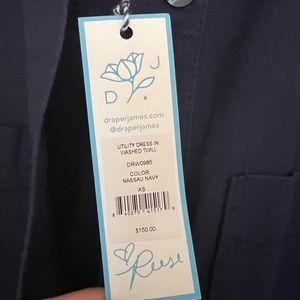 D J
draperjames.com
@draperjames
UTILITY DRESS IN
WASHED TWILL
DRW0985
COLOR
NASSAU NAVY
XS
$150.00
Reese